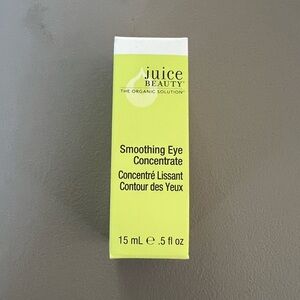 juice
BEAUTY®
THE ORGANIC SOLUTION®
Smoothing Eye
Concentrate
Concentré Lissant
Contour des Yeux
15 mL ℮ .5 fl oz